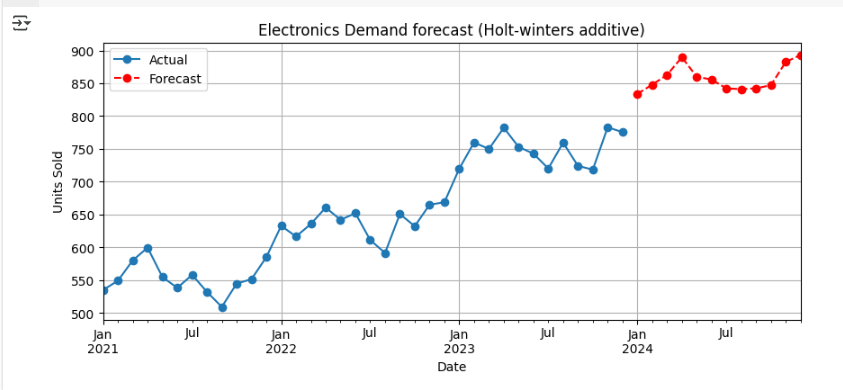 Electronics Demand forecast (Holt-winters additive)
Actual
Forecast
Units Sold
900
850
800
750
700
650
600
550
500
Jan Jul Jan Jul Jan Jul Jan Jul
2021 2022 2023 2024
Date